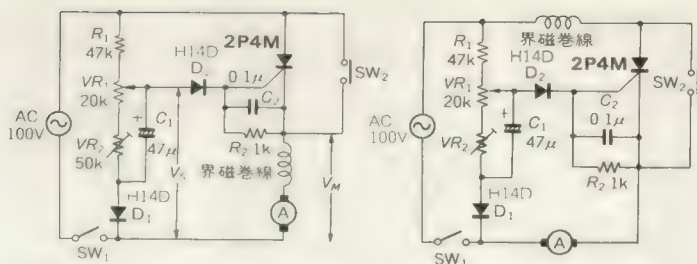 R₁
47k
H14D
D₂
2P4M
VR₁
20k
0.1μ
C₂
SW₂
AC
100V
C₁
47μ
VR₂
50k
R₂ 1k
界磁巻線
Vₛ
V_M
H14D
D₁
A
SW₁
界磁巻線
R₁
47k
H14D
D₂
2P4M
SW₂
VR₁
20k
C₂
0.1μ
AC
100V
C₁
47μ
VR₂
R₂ 1k
H14D
D₁
SW₁
A